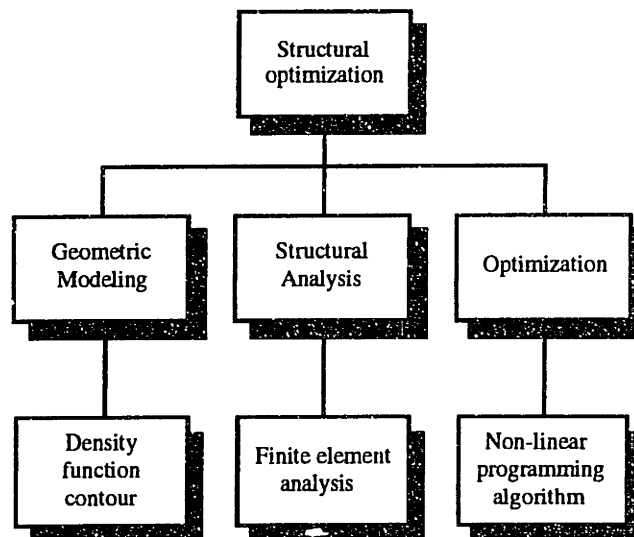 Structural
optimization
Geometric
Modeling
Structural
Analysis
Optimization
Density
function
contour
Finite element
analysis
Non-linear
programming
algorithm